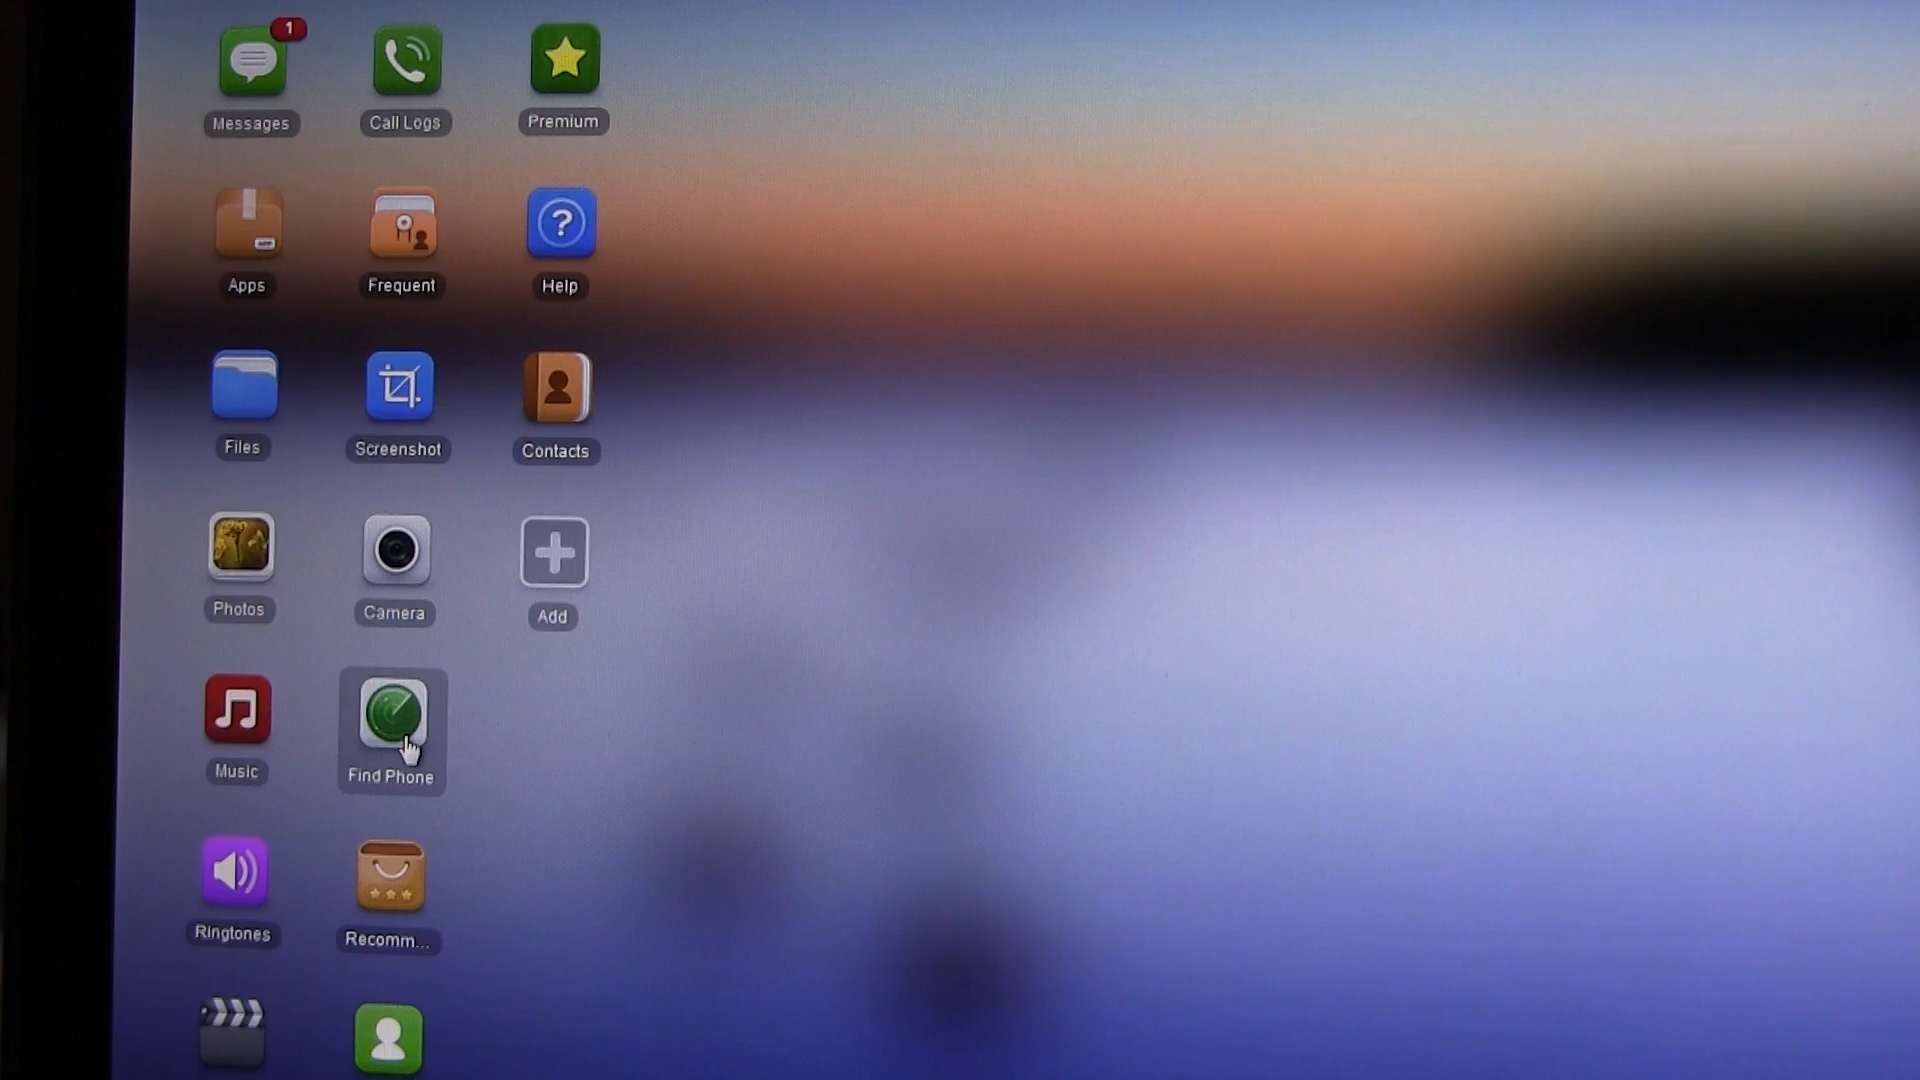 1
Messages
Call Logs
Premium
APP
Apps
Frequent
?
Help
Files
Screenshot
Contacts
Photos
Camera
Add
Music
Find Phone
Ringtones
Recomm...